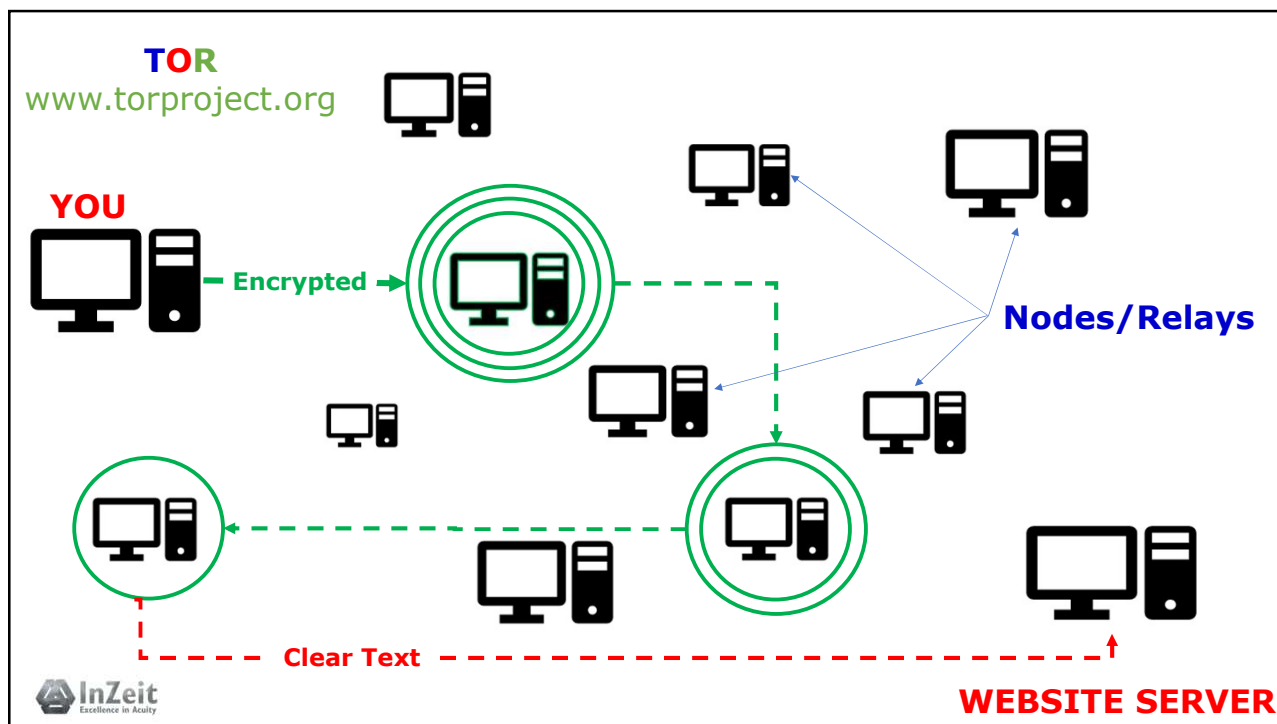 TOR
www.torproject.org
YOU
Encrypted
Nodes/Relays
Clear Text
InZeit
Excellence in Acuity
WEBSITE SERVER